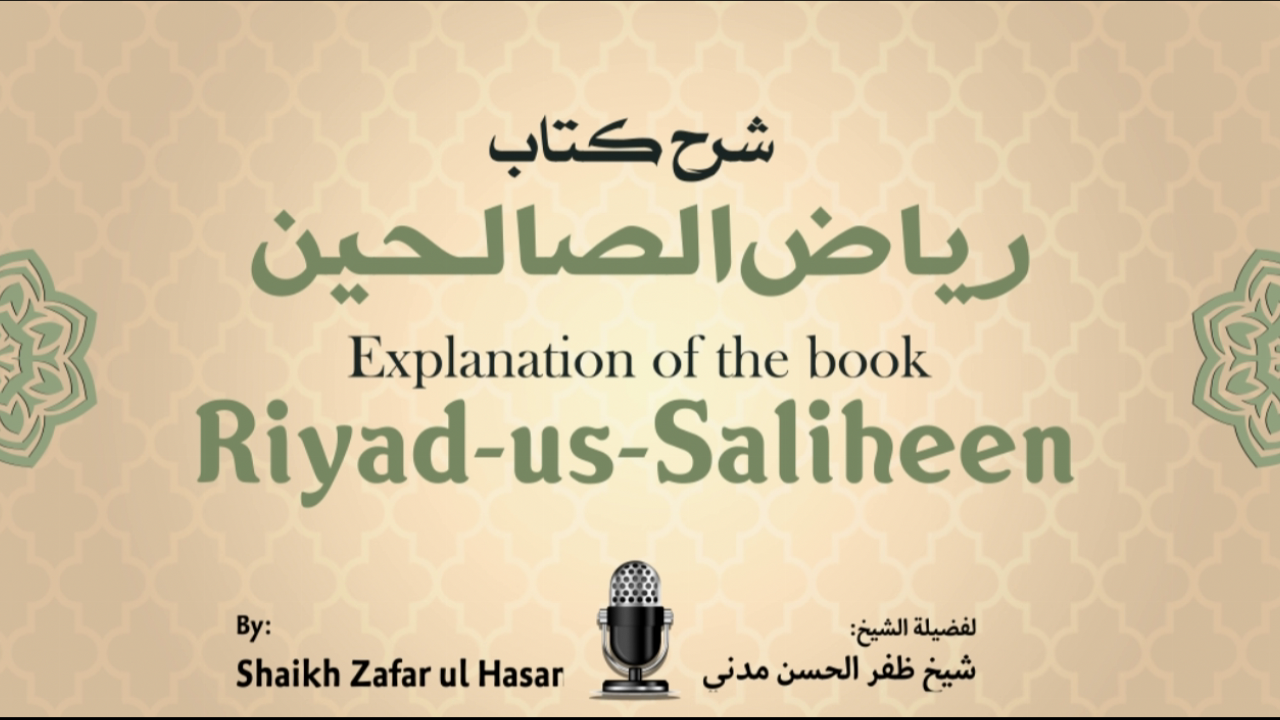 شرح كتاب
رياض الصالحين
Explanation of the book
Riyad-us-Saliheen
By:
Shaikh Zafar ul Hasan
لفضيلة الشيخ:
شيخ ظفر الحسن مدني